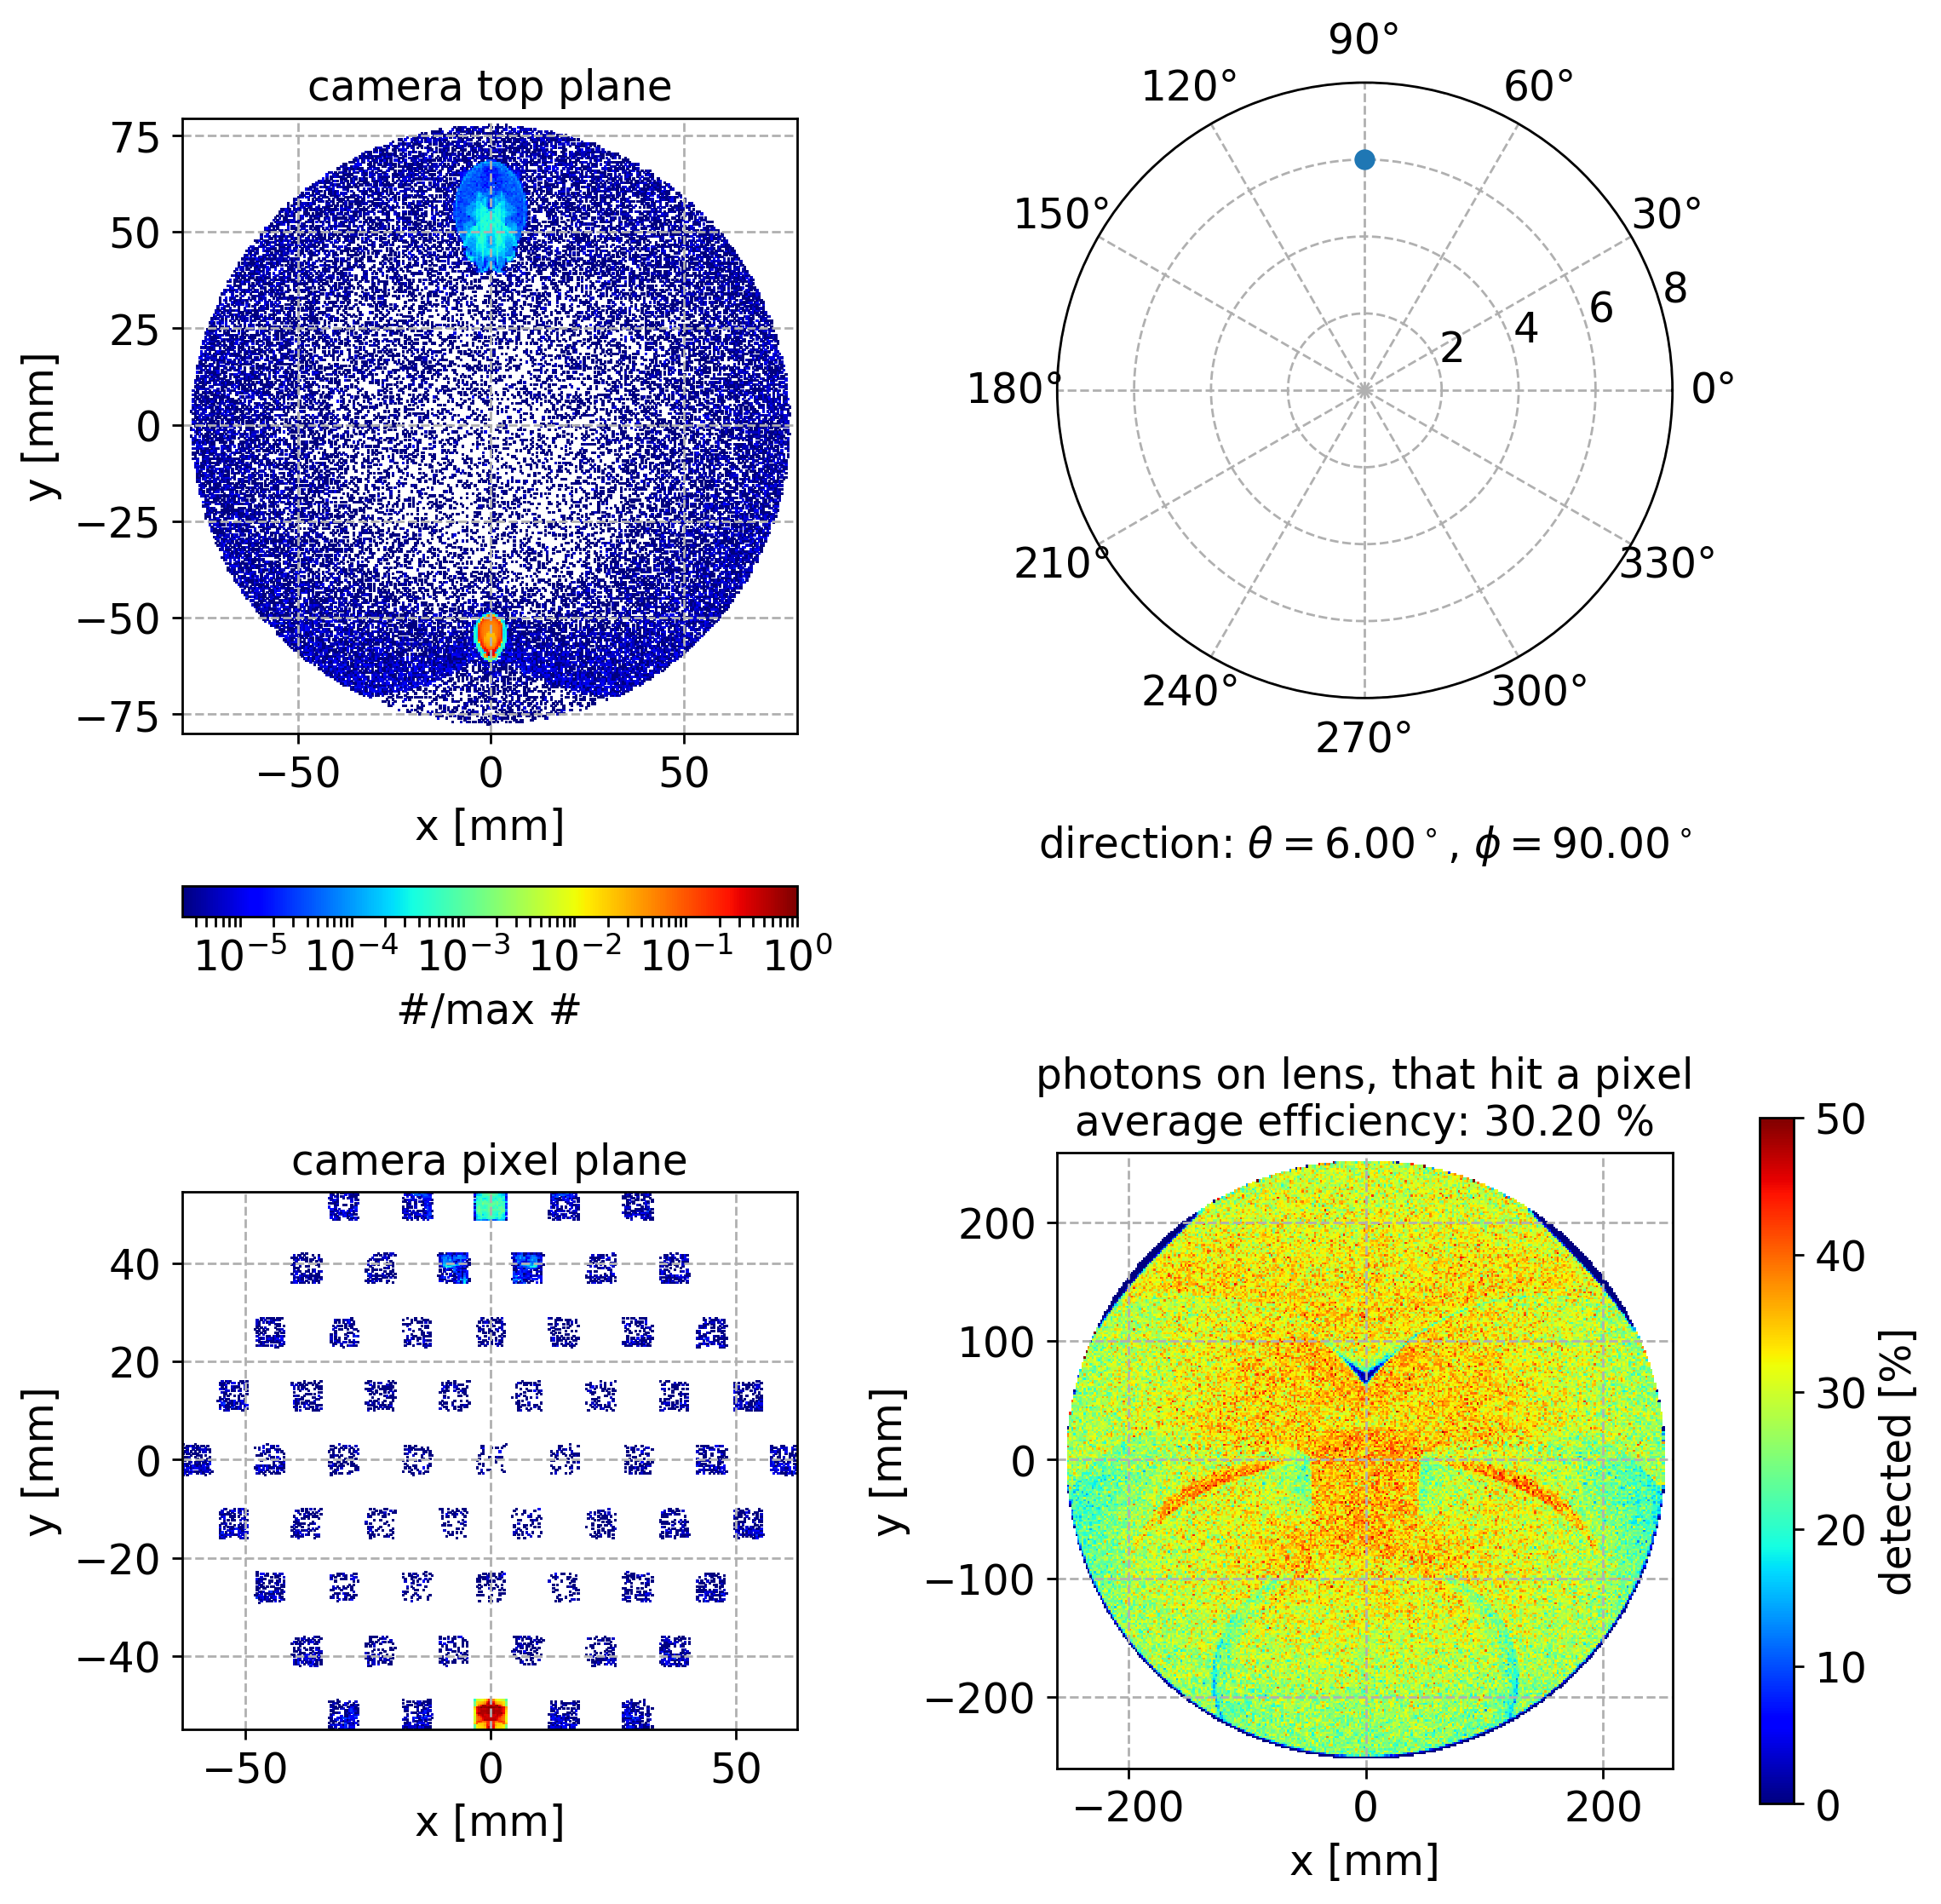 camera top plane
75
50
25
0
−25
−50
−75
−50 0 50
x [mm]
y [mm]
10⁻⁵ 10⁻⁴ 10⁻³ 10⁻² 10⁻¹ 10⁰
#/max #
90°
120° 60°
150° 30°
180° 0°
210° 330°
240° 300°
270°
2 4 6 8
direction: θ = 6.00°, ϕ = 90.00°
camera pixel plane
40
20
0
−20
−40
−50 0 50
x [mm]
y [mm]
photons on lens, that hit a pixel
average efficiency: 30.20 %
200
100
0
−100
−200
−200 0 200
x [mm]
y [mm]
50
40
30
20
10
0
detected [%]